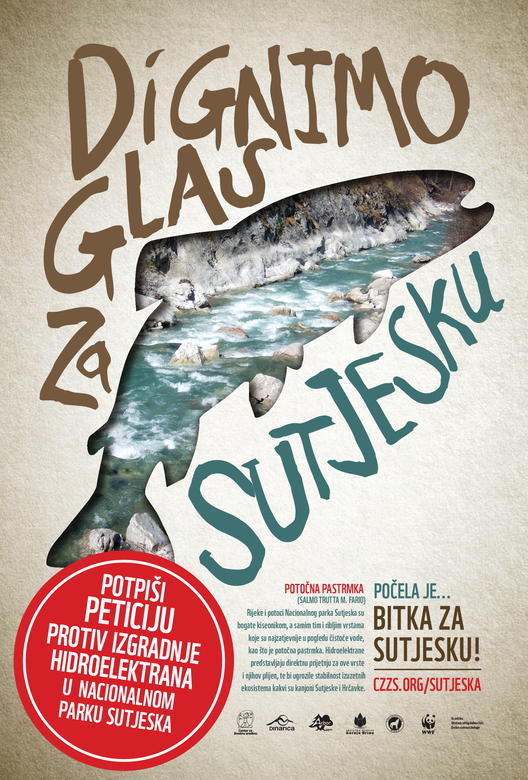 DiGNIMO
GLAS
Za
SUTJESKU
POTPIŠI
PETICIJU
PROTIV IZGRADNJE
HIDROELEKTRANA
U NACIONALNOM
PARKU SUTJESKA
POTOČNA PASTRMKA
(SALMO TRUTTA M. FARIO)
Rijeke i potoci Nacionalnog parka Sutjeska su
bogate kiseonikom, a samim tim i ribljim vrstama
koje su najzahtjevnije u pogledu čistoće vode,
kao što je potočna pastrmka. Hidroelektrane
predstavljaju direktnu prijetnju za ove vrste
i njihov plijen, te bi ugrozile stabilnost izuzetnih
ekosistema kakvi su kanjoni Sutjeske i Hrčavke.
POČELA JE...
BITKA ZA
SUTJESKU!
CZZS.ORG/SUTJESKA
DINARICA
WWF